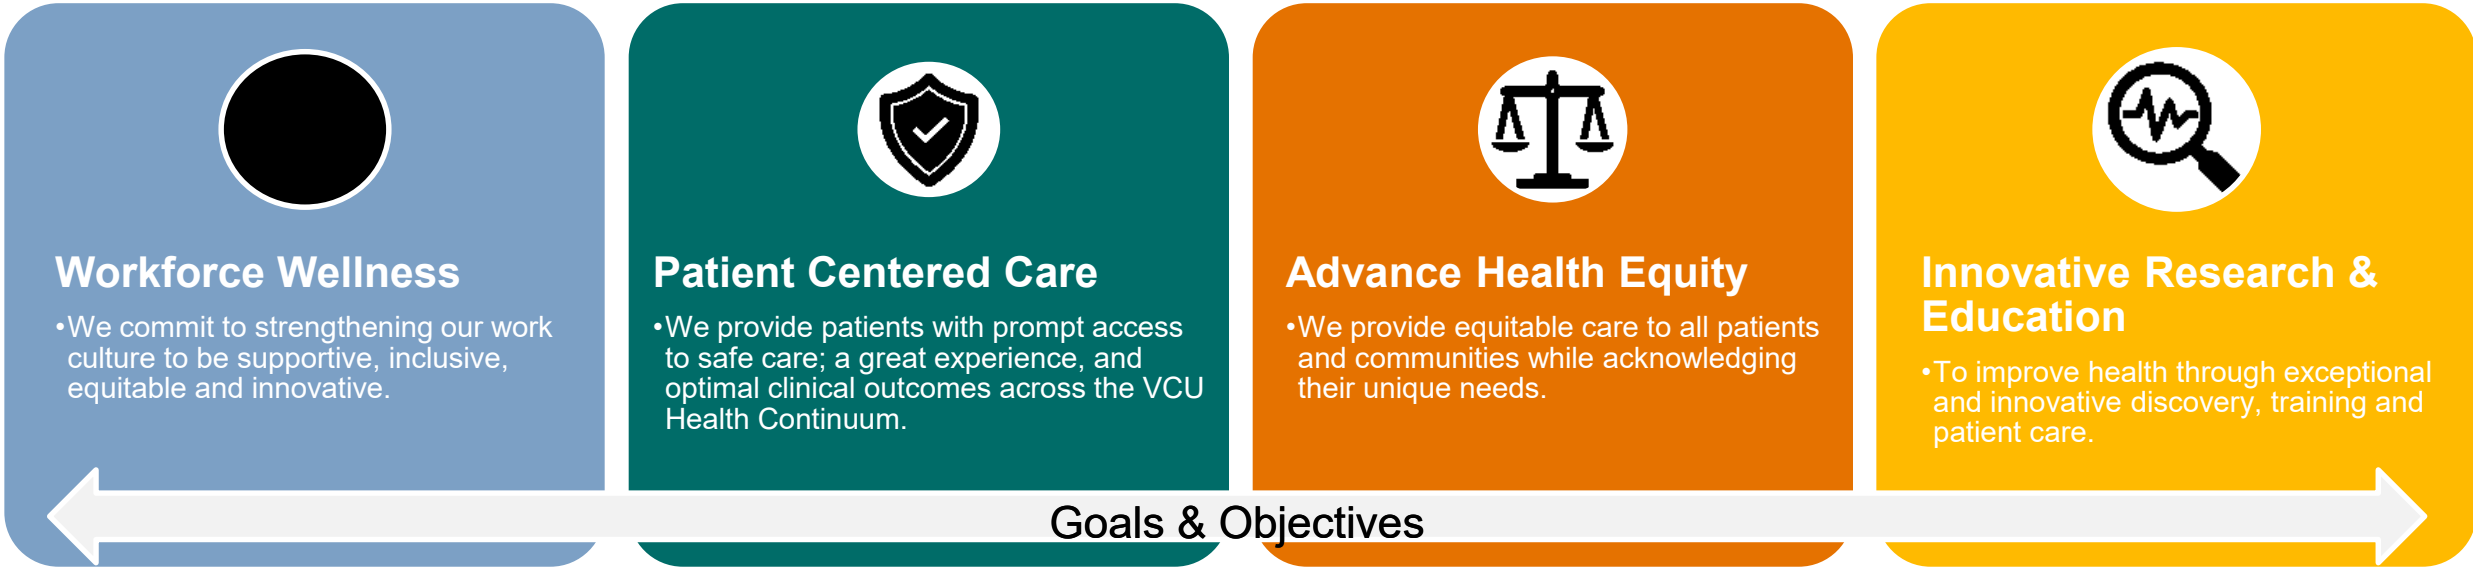 Workforce Wellness
•We commit to strengthening our work
culture to be supportive, inclusive,
equitable and innovative.
Patient Centered Care
•We provide patients with prompt access
to safe care; a great experience, and
optimal clinical outcomes across the VCU
Health Continuum.
Advance Health Equity
•We provide equitable care to all patients
and communities while acknowledging
their unique needs.
Innovative Research &
Education
•To improve health through exceptional
and innovative discovery, training and
patient care.
Goals & Objectives